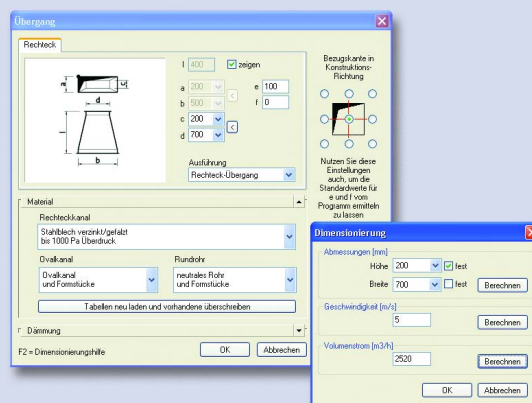 Übergang
Rechteck
l 400 zeigen
a 200 e 100
b 500 f 0
c 200
d 700
Ausführung
Rechteck-Übergang
a c
d
l
b
Bezugskante in
Konstruktions-
Richtung
Nutzen Sie diese
Einstellungen
auch, um die
Standardwerte für
e und f vom
Programm ermitteln
zu lassen
Material
Rechteckkanal
Stahlblech verzinkt/gefalzt
bis 1000 Pa Überdruck
Ovalkanal Rundrohr
Ovalkanal
und Formstücke
neutrales Rohr
und Formstücke
Tabellen neu laden und vorhandene überschreiben
Dämmung
F2 = Dimensionierungshilfe OK Abbrechen
Dimensionierung
Abmessungen [mm]
Höhe 200 fest
Breite 700 fest Berechnen
Geschwindigkeit [m/s]
5 Berechnen
Volumenstrom [m3/h]
2520 Berechnen
OK Abbrechen